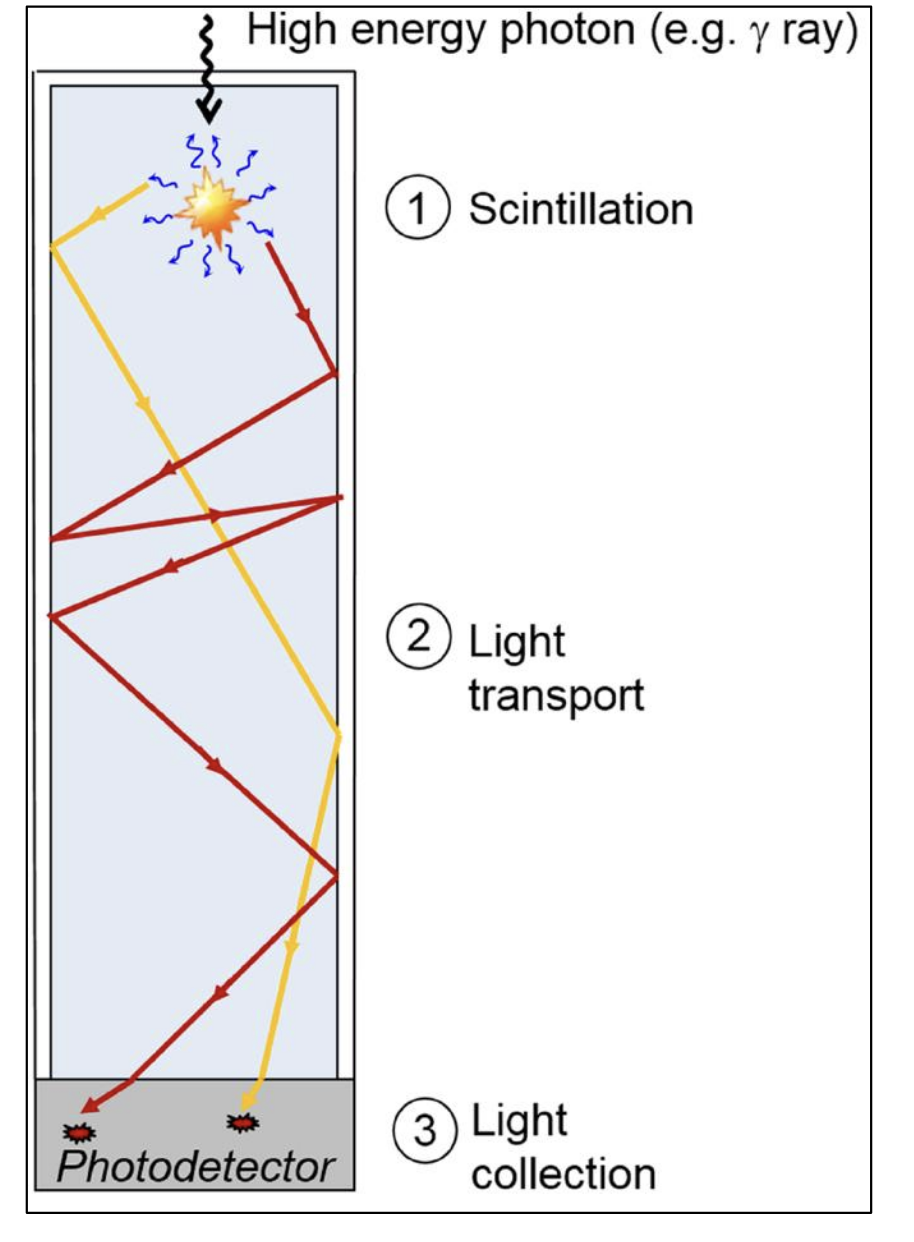 High energy photon (e.g. γ ray)
1 Scintillation
2 Light
transport
3 Light
collection
Photodetector